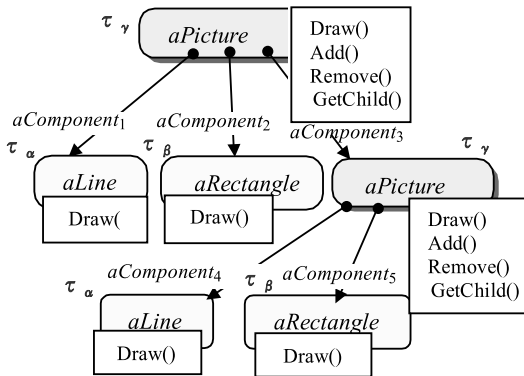 τ γ
aPicture
Draw()
Add()
Remove()
GetChild()
aComponent1
aComponent2
aComponent3
τ α
aLine
Draw(
τ β
aRectangle
Draw()
τ γ
aPicture
Draw()
Add()
Remove()
GetChild()
aComponent4
aComponent5
τ α
aLine
Draw()
τ β
aRectangle
Draw()